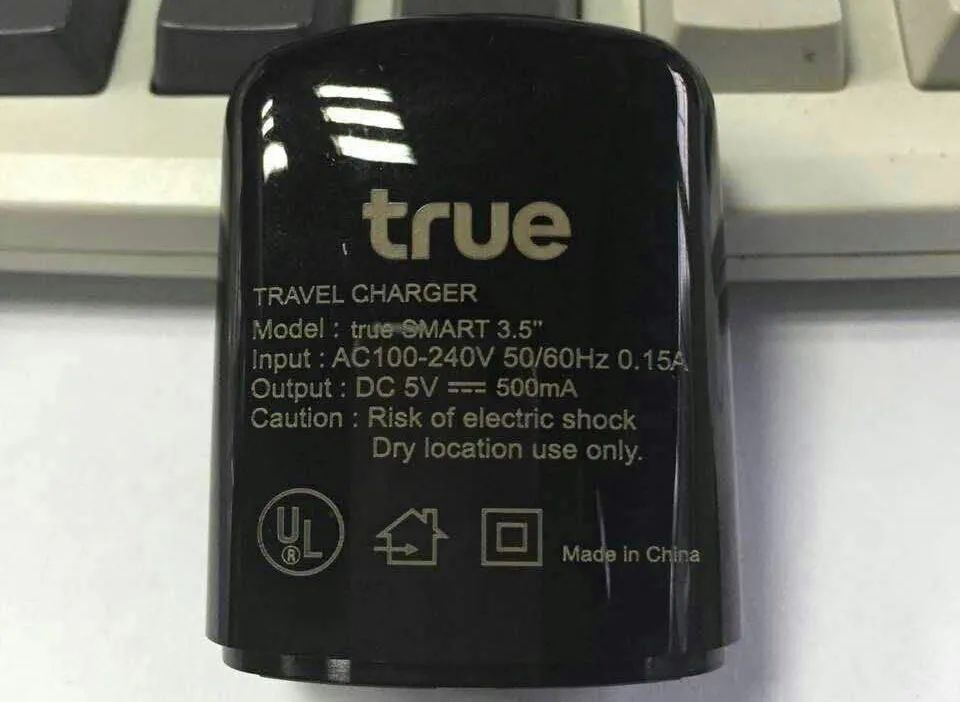 true
TRAVEL CHARGER
Model : true SMART 3.5"
Input : AC100-240V 50/60Hz 0.15A
Output : DC 5V ⎓ 500mA
Caution : Risk of electric shock
Dry location use only.
UL ®
Made in China